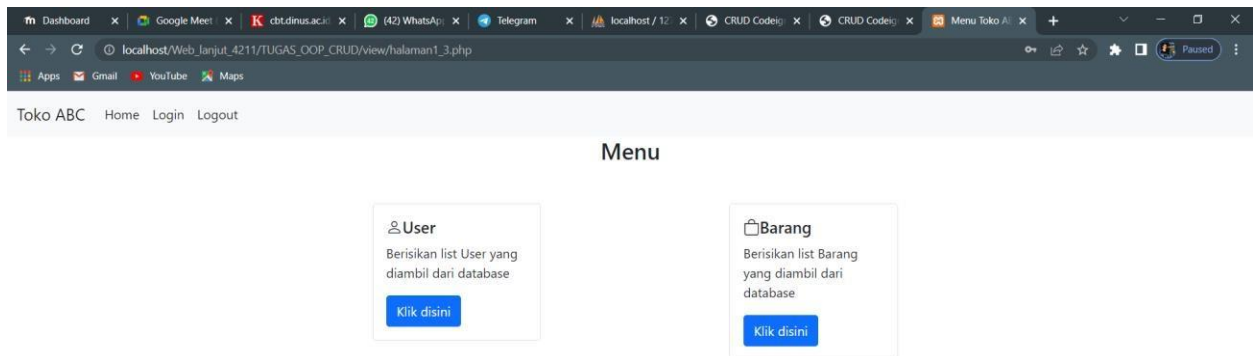 Dashboard
Google Meet
cbt.dinus.ac.id
(42) WhatsAp
Telegram
localhost / 12
CRUD Codeig
CRUD Codeig
Menu Toko A
localhost/Web_lanjut_4211/TUGAS_OOP_CRUD/view/halaman1_3.php
Paused
Apps Gmail YouTube Maps
Toko ABC Home Login Logout
Menu
User
Berisikan list User yang
diambil dari database
Klik disini
Barang
Berisikan list Barang
yang diambil dari
database
Klik disini